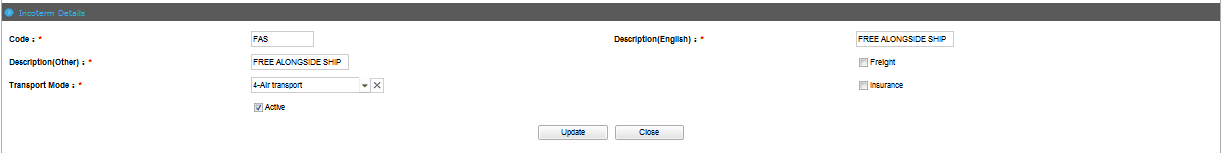 Incoterm Details
Code : * FAS Description(English) : * FREE ALONGSIDE SHIP
Description(Other) : * FREE ALONGSIDE SHIP Freight
Transport Mode : * 4-Air transport Insurance
Active
Update Close